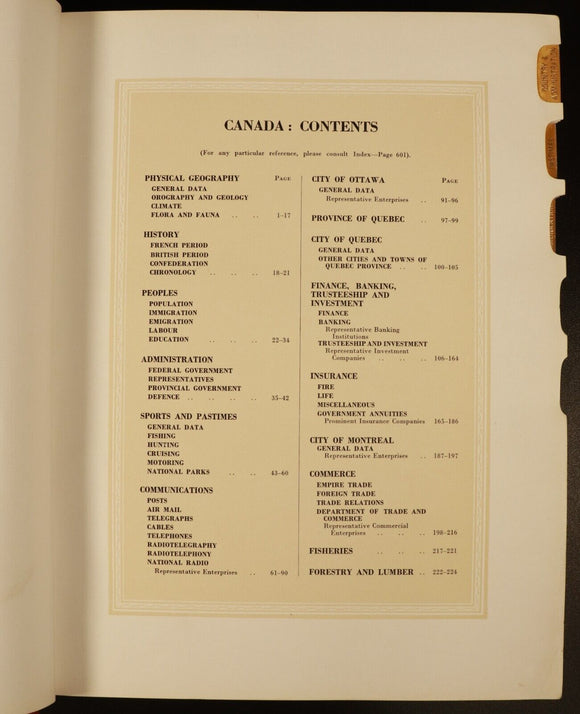 CANADA: CONTENTS
(For any particular reference, please consult Index—Page 601).
PHYSICAL GEOGRAPHY PAGE
GENERAL DATA
OROGRAPHY AND GEOLOGY
CLIMATE
FLORA AND FAUNA .. .. 1–17
HISTORY
FRENCH PERIOD
BRITISH PERIOD
CONFEDERATION
CHRONOLOGY .. .. .. 18–21
PEOPLES
POPULATION
IMMIGRATION
EMIGRATION
LABOUR
EDUCATION .. .. .. 22–34
ADMINISTRATION
FEDERAL GOVERNMENT
REPRESENTATIVES
PROVINCIAL GOVERNMENT
DEFENCE .. .. .. .. 35–42
SPORTS AND PASTIMES
GENERAL DATA
FISHING
HUNTING
CRUISING
MOTORING
NATIONAL PARKS .. .. 43–60
COMMUNICATIONS
POSTS
AIR MAIL
TELEGRAPHS
CABLES
TELEPHONES
RADIOTELEGRAPHY
RADIOTELEPHONY
NATIONAL RADIO
Representative Enterprises .. 61–90
CITY OF OTTAWA PAGE
GENERAL DATA
Representative Enterprises .. 91–96
PROVINCE OF QUEBEC .. 97–99
CITY OF QUEBEC
GENERAL DATA
OTHER CITIES AND TOWNS OF
QUEBEC PROVINCE .. .. 100–105
FINANCE, BANKING,
TRUSTEESHIP AND
INVESTMENT
FINANCE
BANKING
Representative Banking
Institutions
TRUSTEESHIP AND INVESTMENT
Representative Investment
Companies .. .. .. 106–164
INSURANCE
FIRE
LIFE
MISCELLANEOUS
GOVERNMENT ANNUITIES
Prominent Insurance Companies 165–186
CITY OF MONTREAL
GENERAL DATA
Representative Enterprises .. 187–197
COMMERCE
EMPIRE TRADE
FOREIGN TRADE
TRADE RELATIONS
DEPARTMENT OF TRADE AND
COMMERCE
Representative Commercial
Enterprises .. .. .. 198–216
FISHERIES .. .. 217–221
FORESTRY AND LUMBER .. 222–224
COUNTRY &
ADMINISTRATION